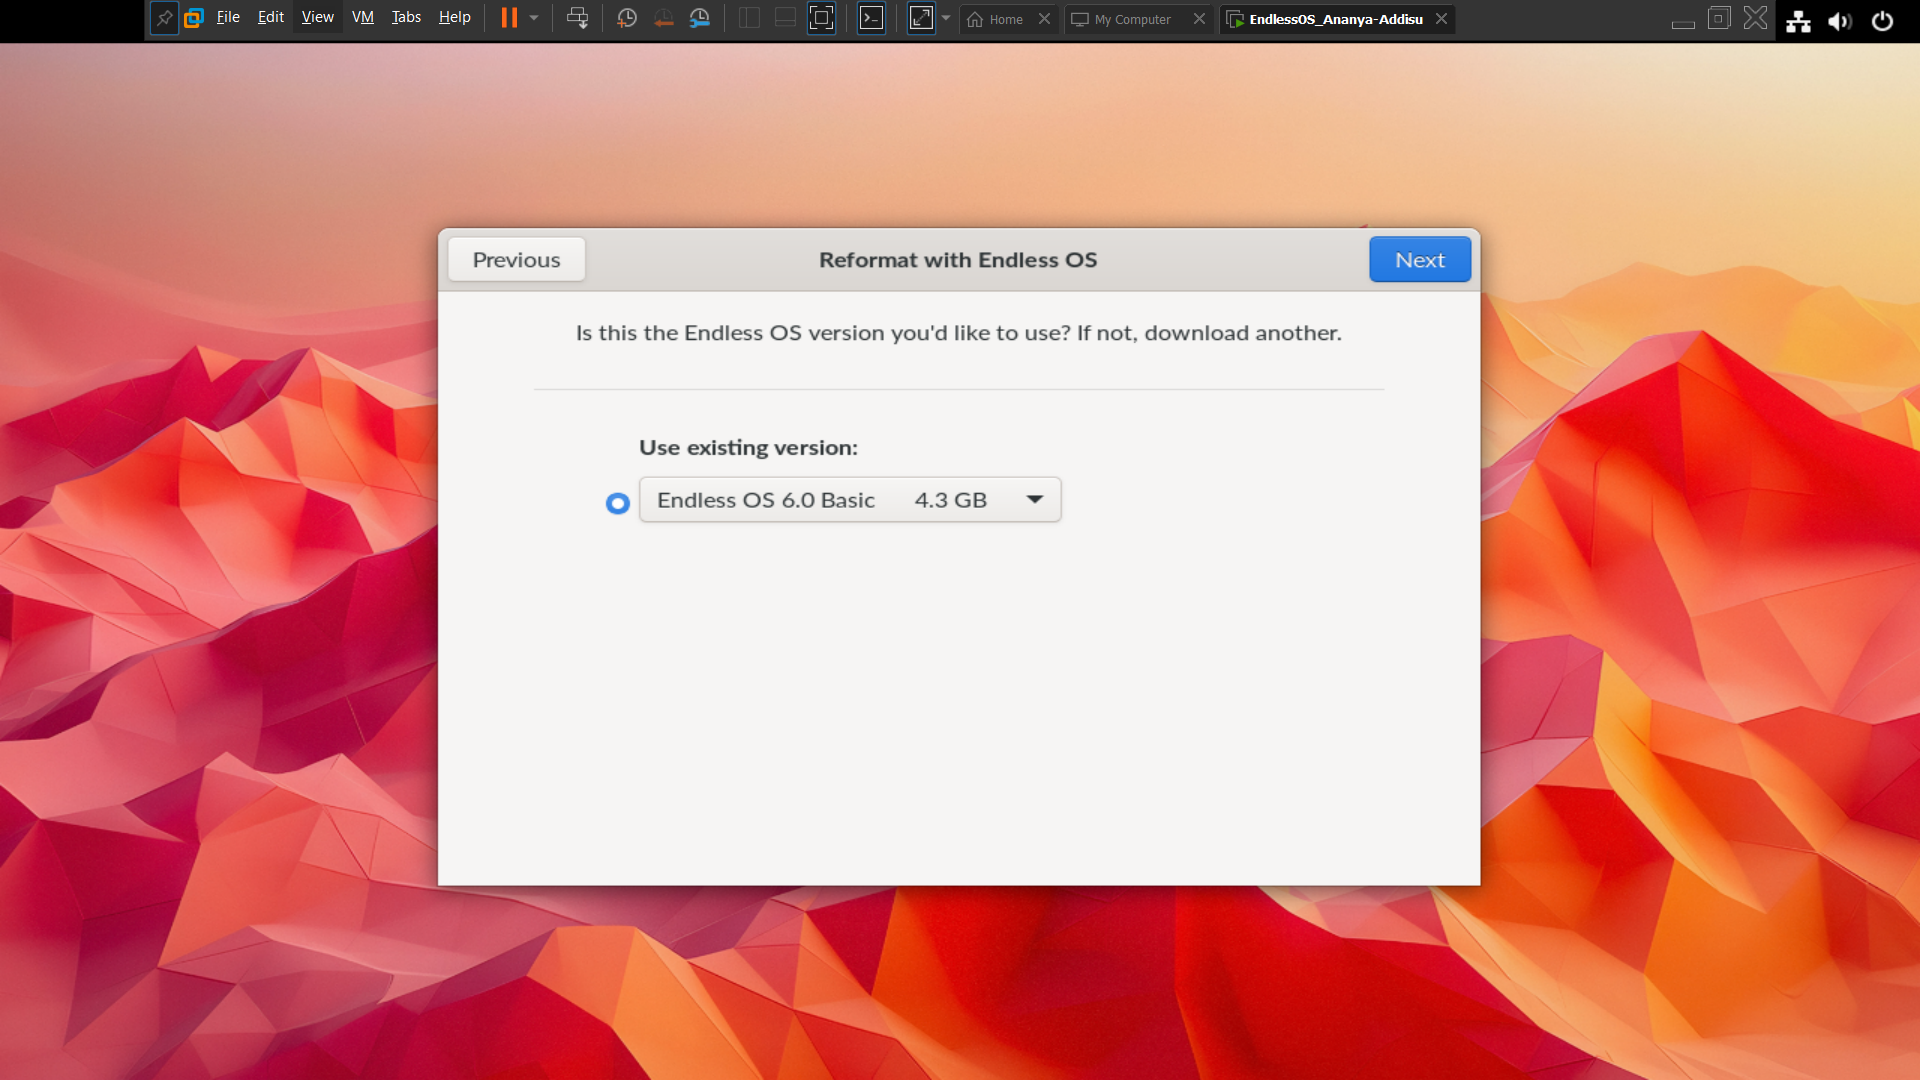 File Edit View VM Tabs Help Home My Computer EndlessOS_Ananya-Addisu
Previous Reformat with Endless OS Next
Is this the Endless OS version you'd like to use? If not, download another.
Use existing version:
Endless OS 6.0 Basic 4.3 GB